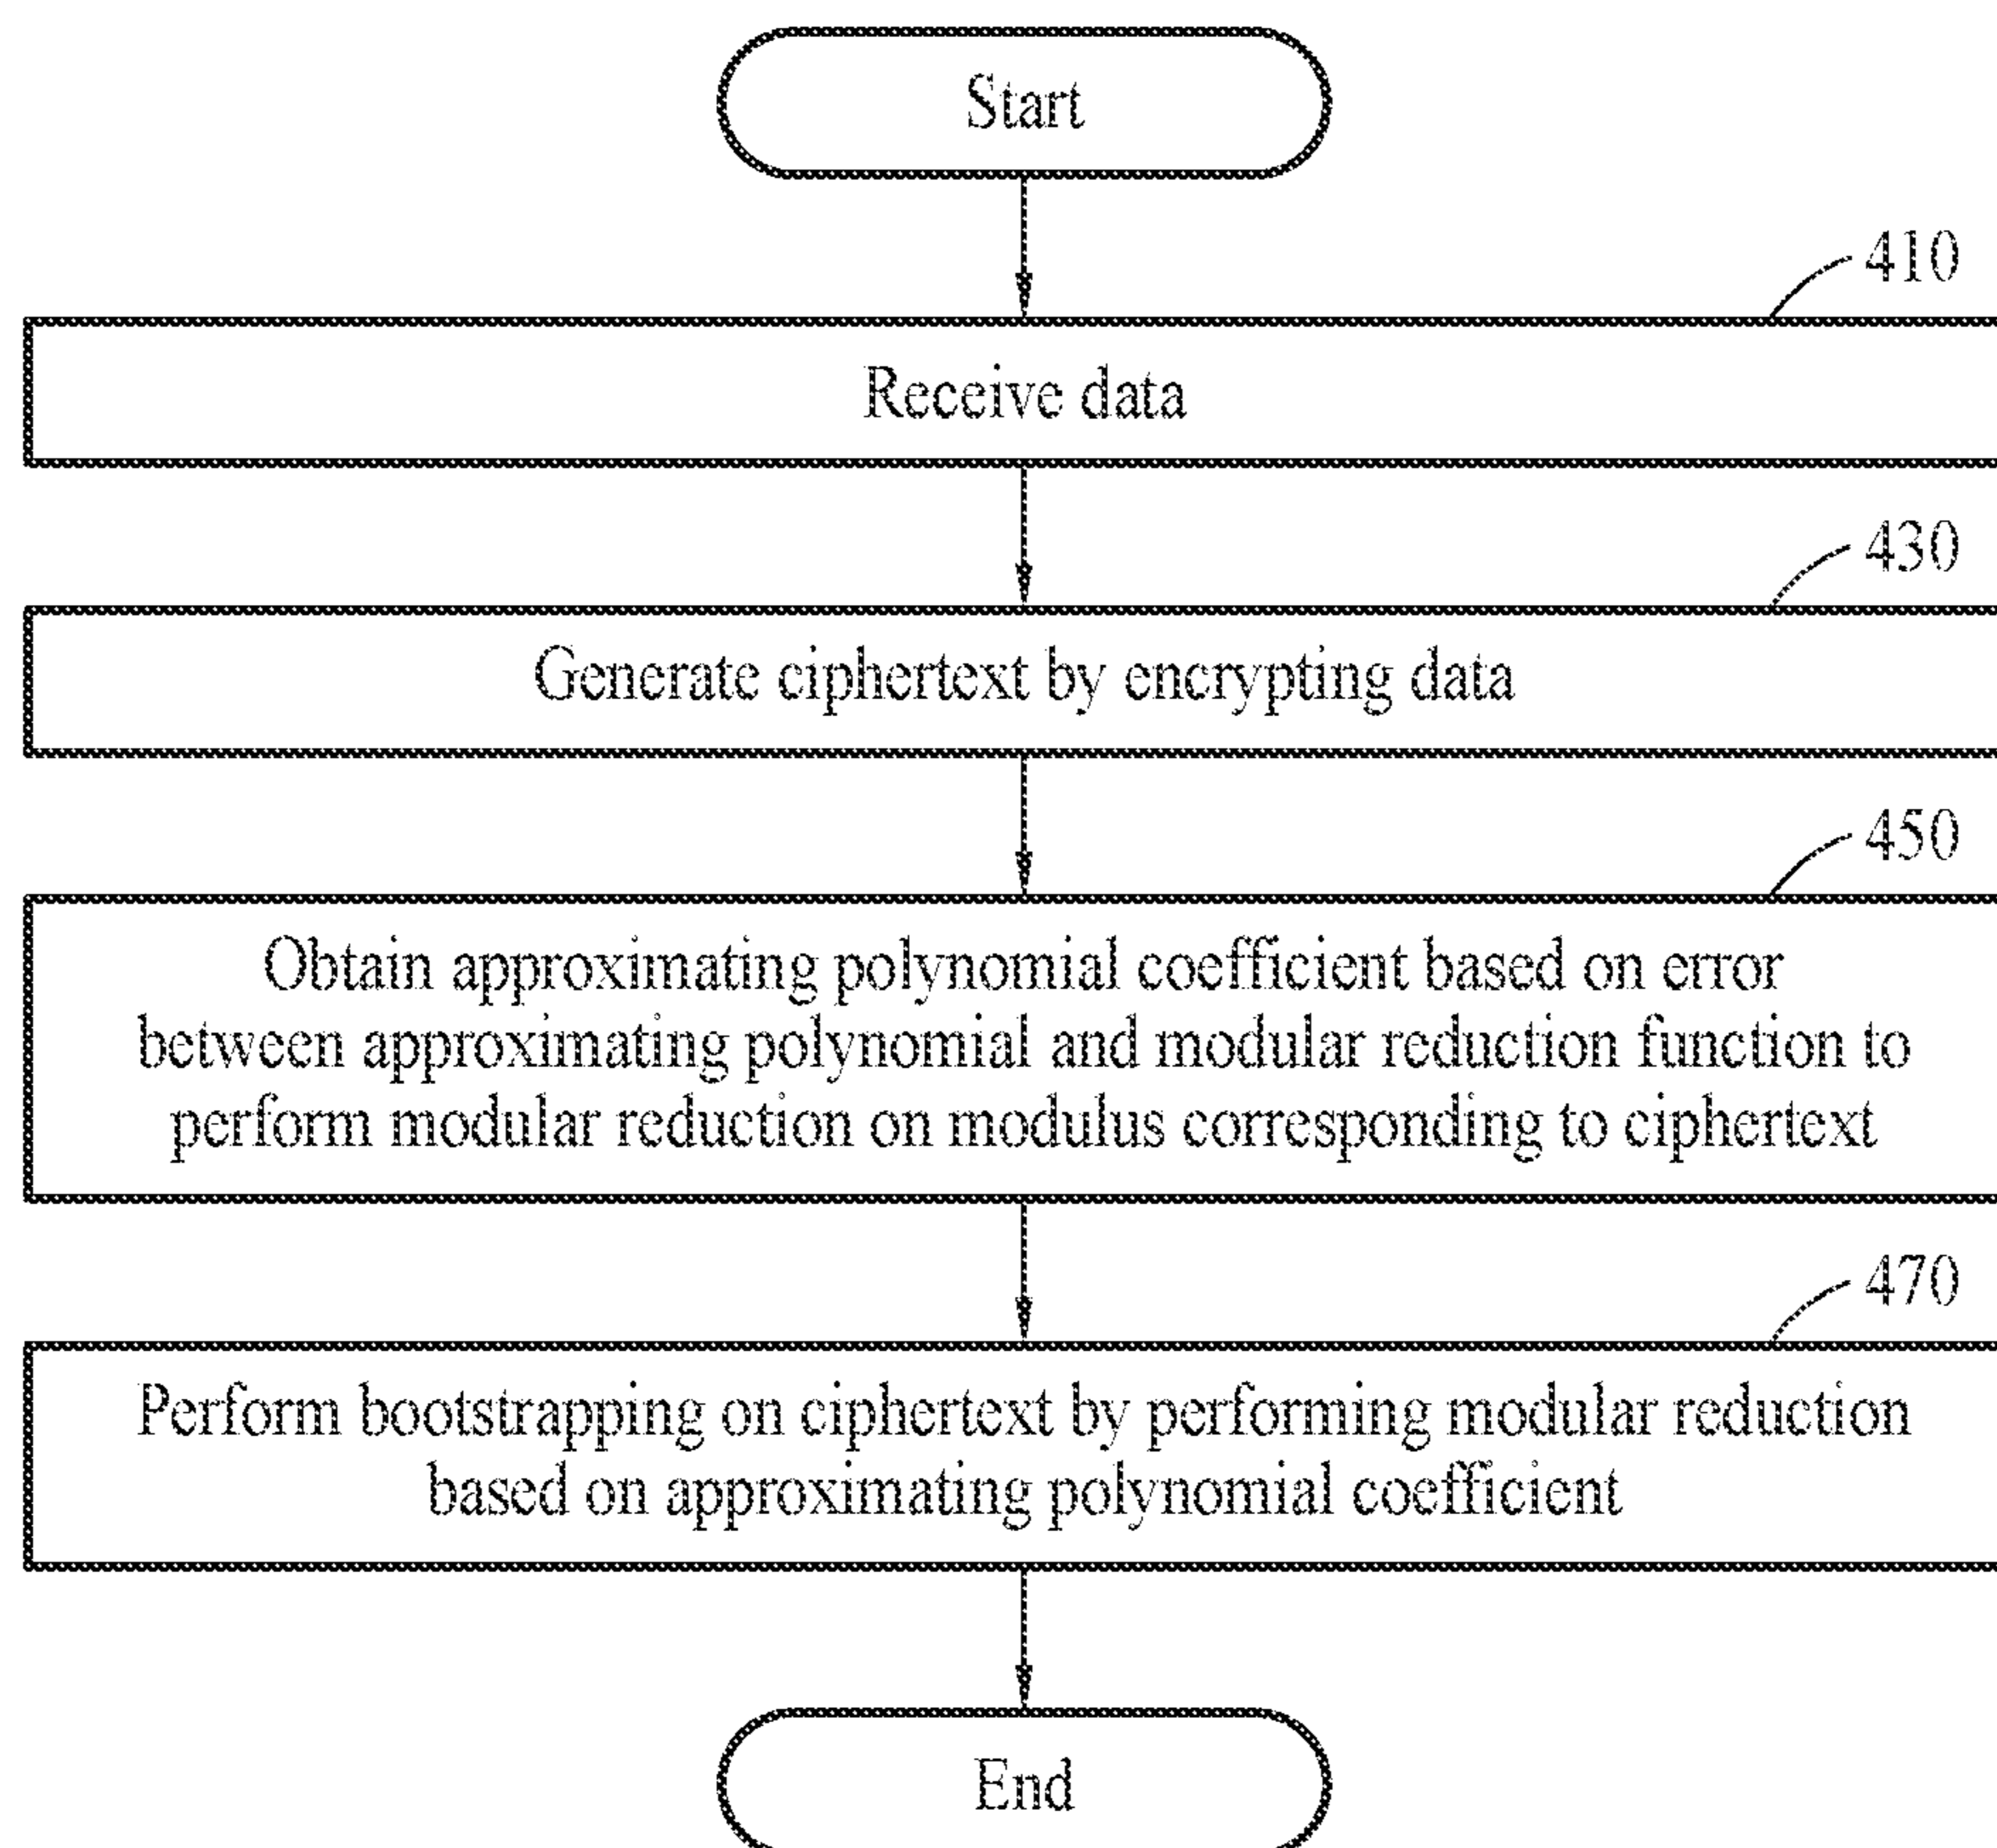 Start
410
Receive data
430
Generate ciphertext by encrypting data
450
Obtain approximating polynomial coefficient based on error
between approximating polynomial and modular reduction function to
perform modular reduction on modulus corresponding to ciphertext
470
Perform bootstrapping on ciphertext by performing modular reduction
based on approximating polynomial coefficient
End